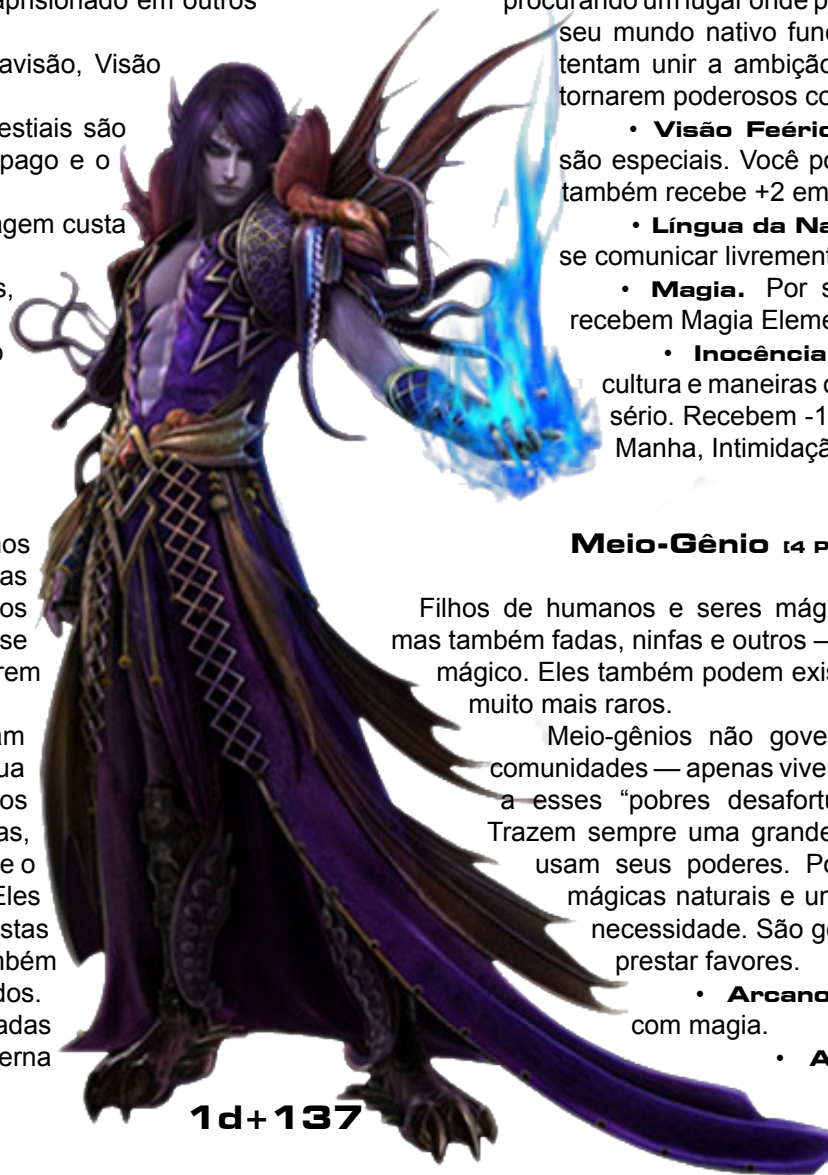 aprisionado em outros
avisão, Visão
estiais são
pago e o
agem custa
s,
o
nos
as
os
se
rem
am
ua
os
as,
e o
Eles
stas
mbém
dos.
adas
erna
procurando um lugar onde p
seu mundo nativo func
tentam unir a ambição
tornarem poderosos co
• Visão Feéric
são especiais. Você po
também recebe +2 em
• Língua da Na
se comunicar livrement
• Magia. Por s
recebem Magia Eleme
• Inocência
cultura e maneiras d
sério. Recebem -1
Manha, Intimidaçã
Meio-Gênio [4 P
Filhos de humanos e seres mág
mas também fadas, ninfas e outros —
mágico. Eles também podem exis
muito mais raros.
Meio-gênios não gove
comunidades — apenas vive
a esses “pobres desafortu
Trazem sempre uma grande
usam seus poderes. Po
mágicas naturais e un
necessidade. São ge
prestar favores.
• Arcano
com magia.
• A
1d+137